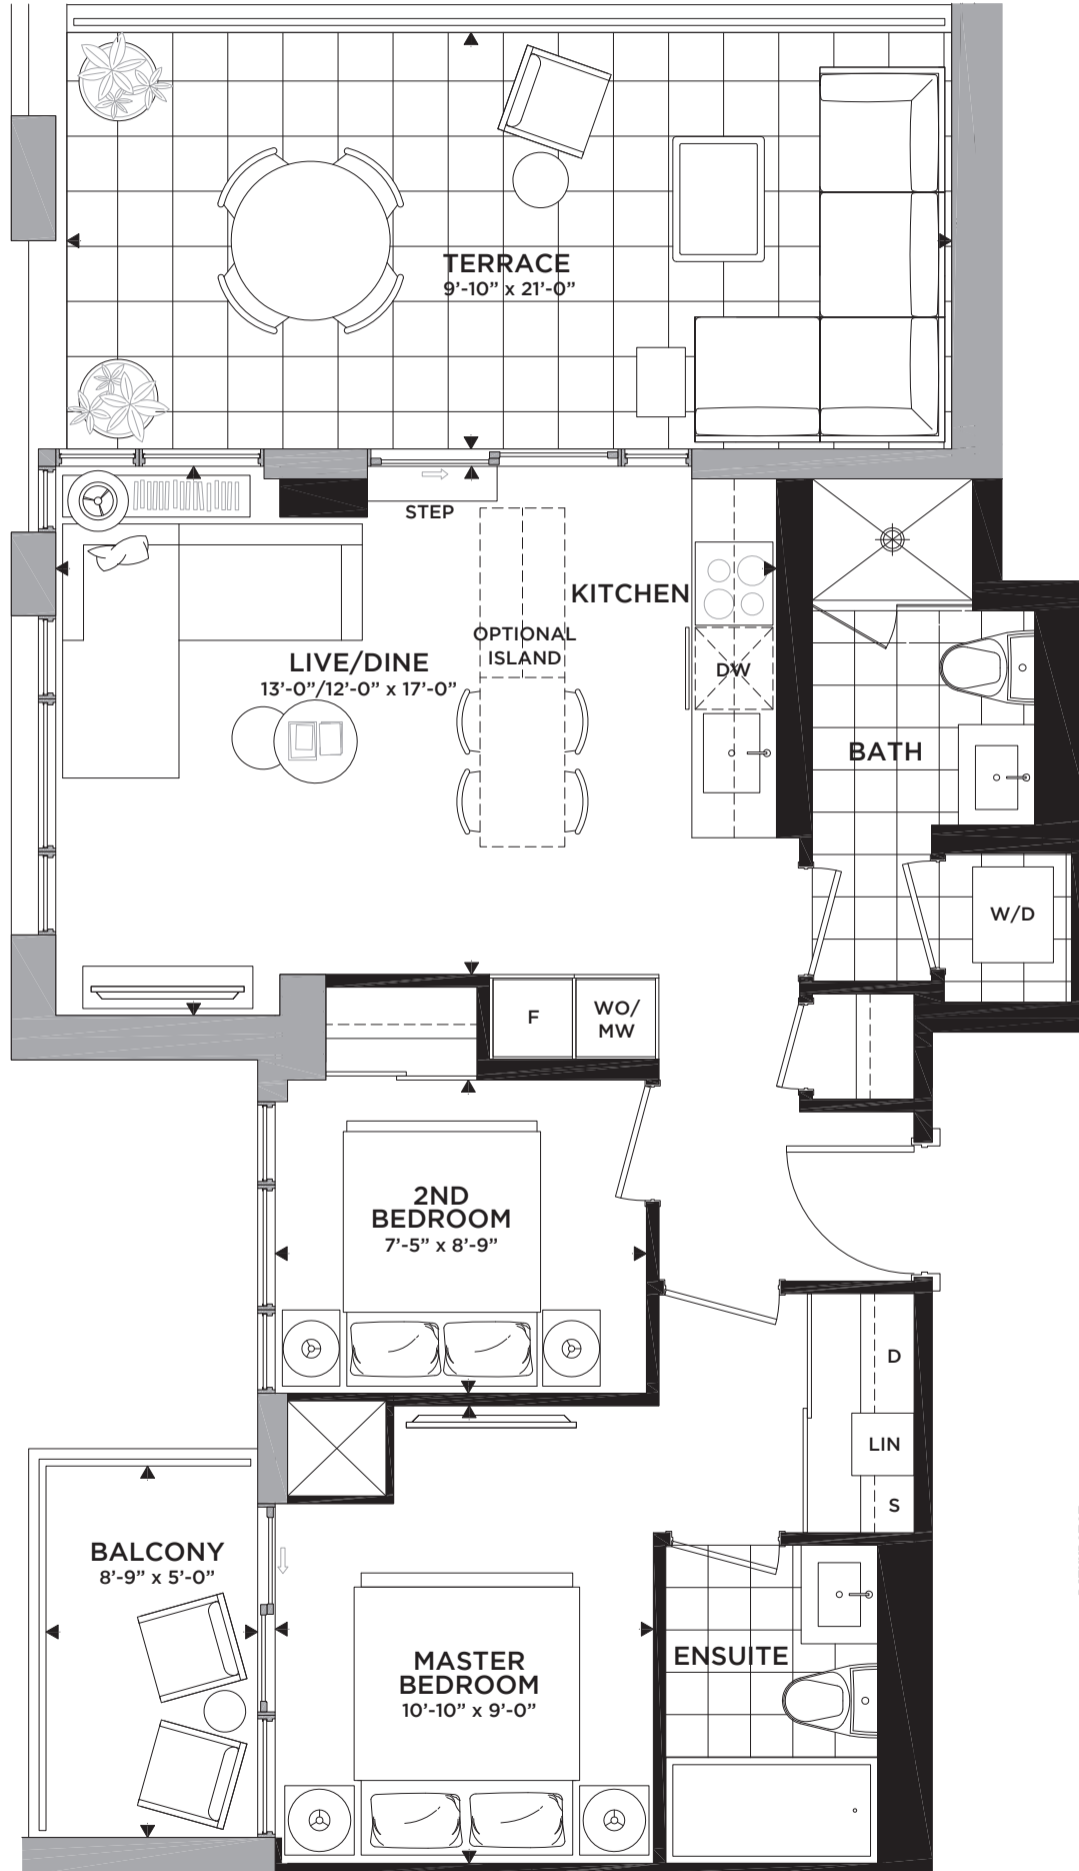 TERRACE
9'-10" x 21'-0"
STEP
KITCHEN
OPTIONAL
ISLAND
LIVE/DINE
13'-0"/12'-0" x 17'-0"
DW
BATH
W/D
F
WO/
MW
2ND
BEDROOM
7'-5" x 8'-9"
D
LIN
S
BALCONY
8'-9" x 5'-0"
MASTER
BEDROOM
10'-10" x 9'-0"
ENSUITE